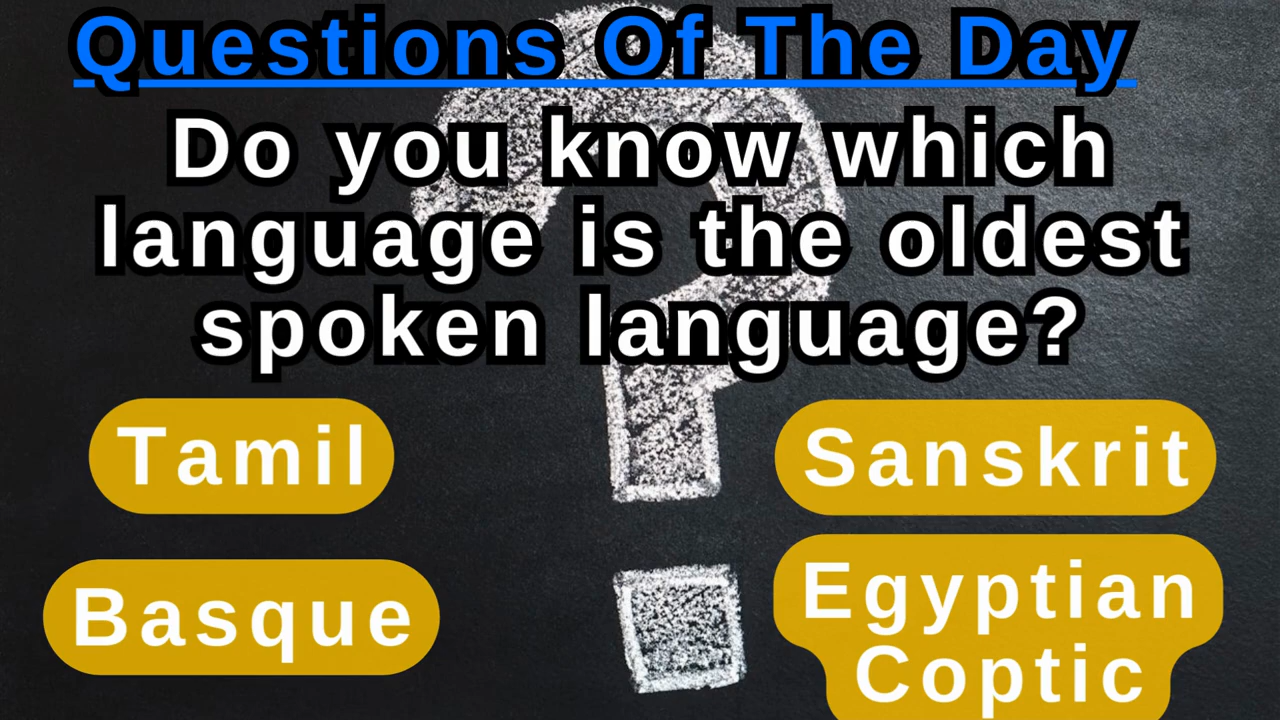 Questions Of The Day
Do you know which
language is the oldest
spoken language?
Tamil
Sanskrit
Basque
Egyptian
Coptic